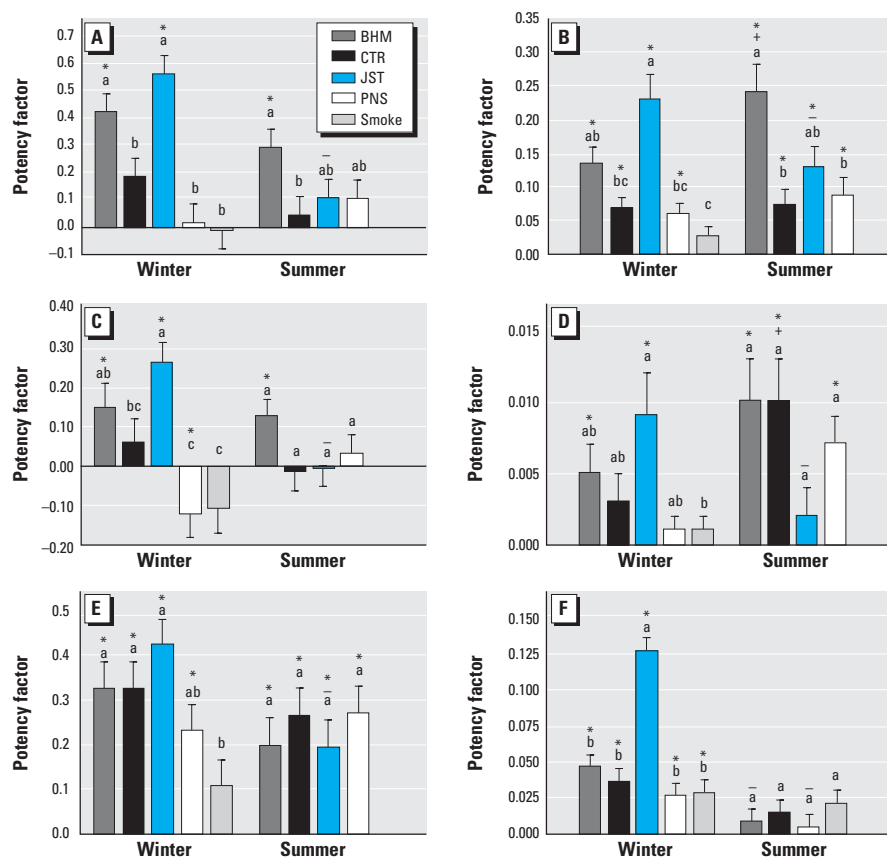 A
Potency factor
0.7
0.6
0.5
0.4
0.3
0.2
0.1
0.0
–0.1
*
a
b
*
a
b
b
*
a
b
–
ab
ab
BHM
CTR
JST
PNS
Smoke
Winter
Summer
B
Potency factor
0.35
0.30
0.25
0.20
0.15
0.10
0.05
0.00
*
ab
*
bc
*
a
*
bc
c
*
+
a
*
b
*
–
ab
*
b
Winter
Summer
C
Potency factor
0.40
0.30
0.20
0.10
0.00
–0.10
–0.20
*
ab
bc
*
a
*
c
c
*
a
a
–
a
a
Winter
Summer
D
Potency factor
0.015
0.010
0.005
0.000
*
ab
ab
*
a
ab
b
*
a
*
+
a
–
a
*
a
Winter
Summer
E
Potency factor
0.5
0.4
0.3
0.2
0.1
0.0
*
a
*
a
*
a
*
ab
b
*
a
*
a
*
–
a
*
a
Winter
Summer
F
Potency factor
0.150
0.125
0.100
0.075
0.050
0.025
0.000
*
b
*
b
*
a
*
b
*
b
–
a
a
–
a
a
Winter
Summer